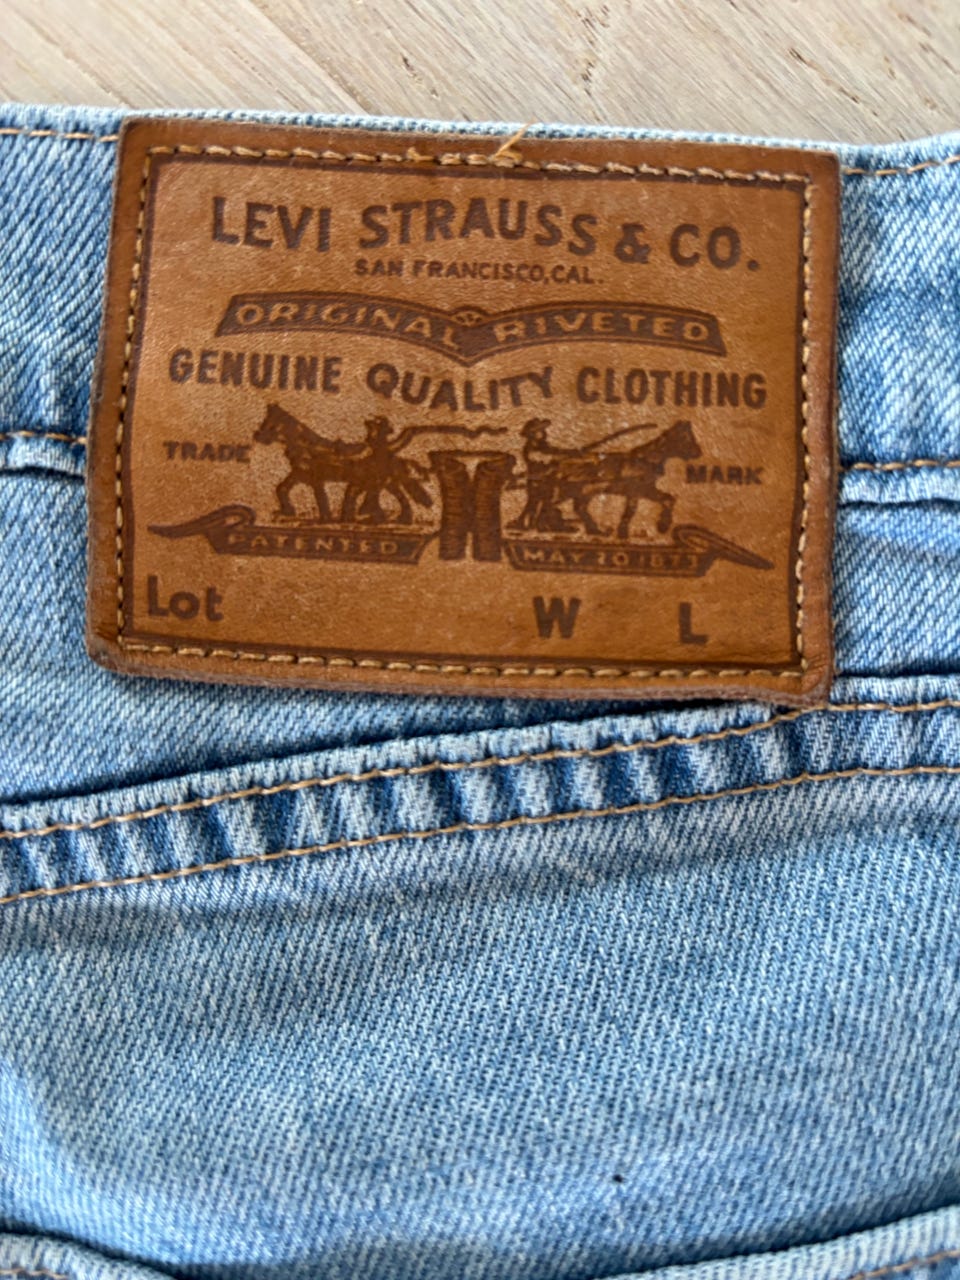 LEVI STRAUSS & CO.
SAN FRANCISCO, CAL.
ORIGINAL RIVETED
GENUINE QUALITY CLOTHING
TRADE MARK
PATENTED MAY 20 1873
Lot W L